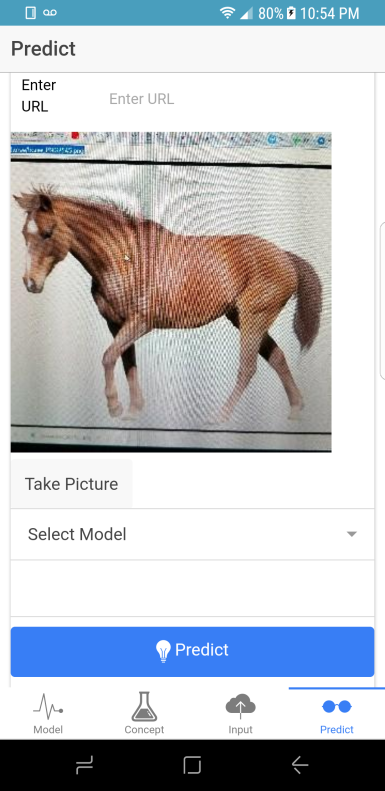 80% 10:54 PM
Predict
Enter
URL
Enter URL
Take Picture
Select Model
Predict
Model
Concept
Input
Predict